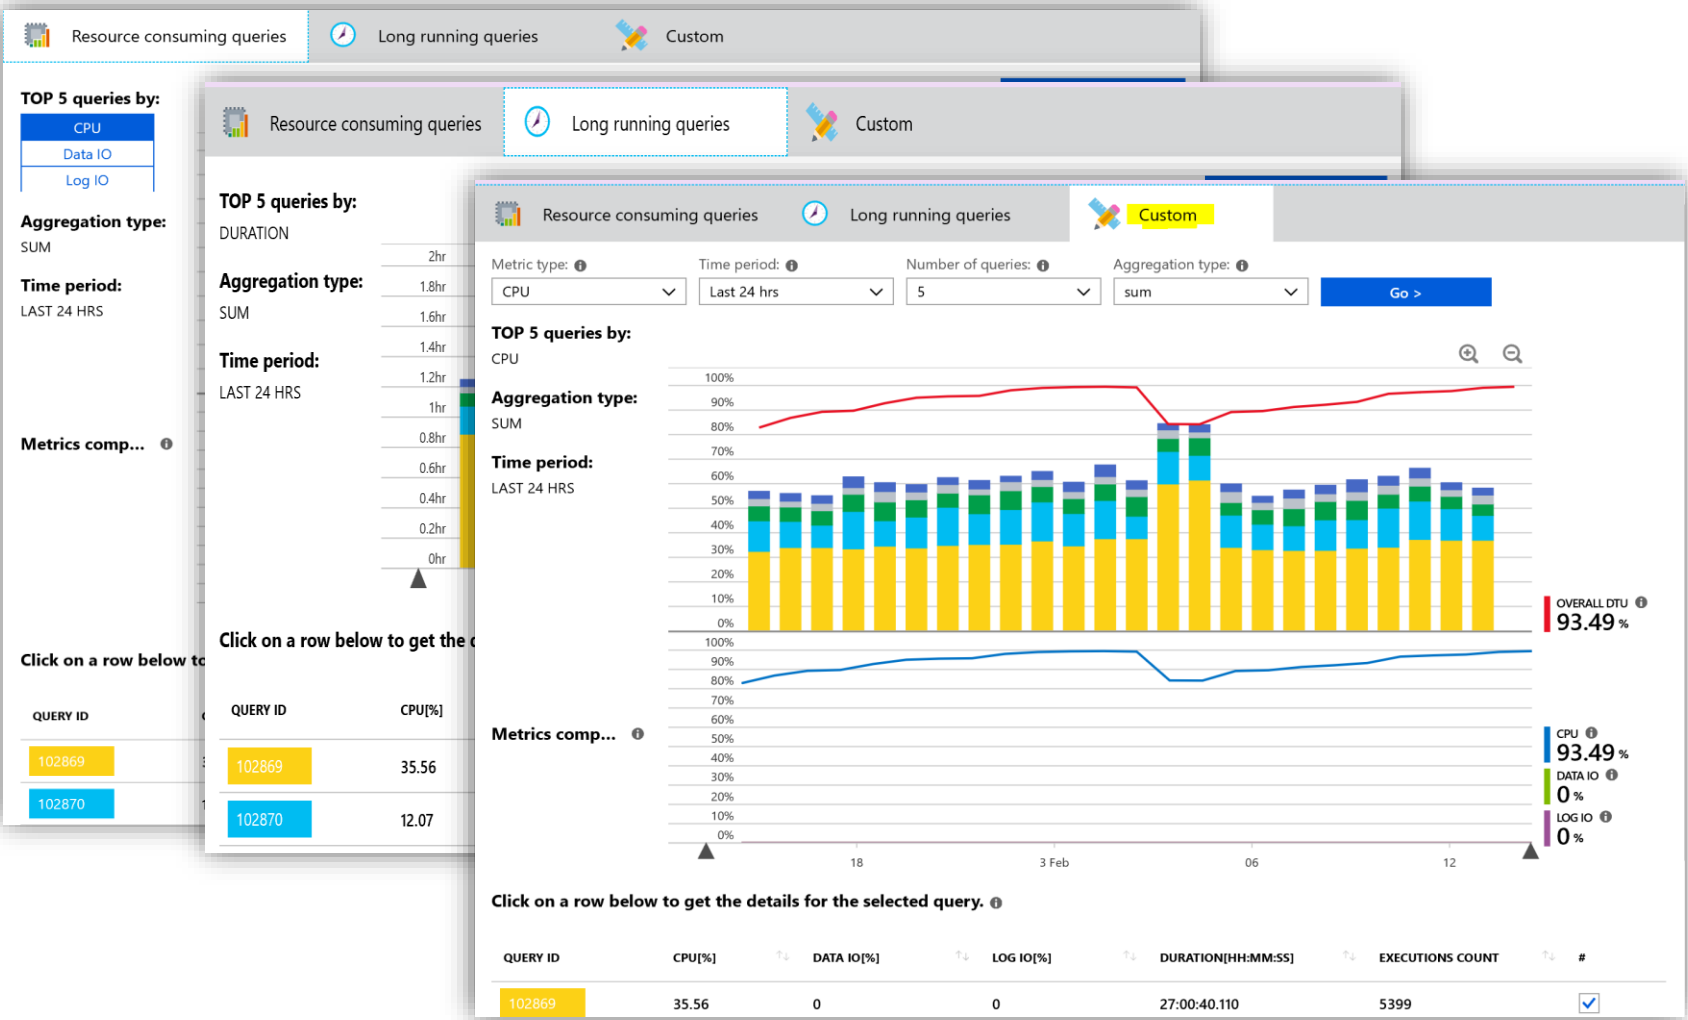 Resource consuming queries
Long running queries
Custom
TOP 5 queries by:
CPU
Data IO
Log IO
Aggregation type:
SUM
Time period:
LAST 24 HRS
Metrics comp...
Click on a row below to
QUERY ID
102869
102870
Resource consuming queries
Long running queries
Custom
TOP 5 queries by:
DURATION
Aggregation type:
SUM
Time period:
LAST 24 HRS
2hr
1.8hr
1.6hr
1.4hr
1.2hr
1hr
0.8hr
0.6hr
0.4hr
0.2hr
0hr
Click on a row below to get the
QUERY ID CPU[%]
102869 35.56
102870 12.07
Resource consuming queries
Long running queries
Custom
Metric type: Time period: Number of queries: Aggregation type:
CPU Last 24 hrs 5 sum Go >
TOP 5 queries by:
CPU
Aggregation type:
SUM
Time period:
LAST 24 HRS
100%
90%
80%
70%
60%
50%
40%
30%
20%
10%
0%
OVERALL DTU
93.49 %
Metrics comp...
100%
90%
80%
70%
60%
50%
40%
30%
20%
10%
0%
CPU
93.49 %
DATA IO
0 %
LOG IO
0 %
18 3 Feb 06 12
Click on a row below to get the details for the selected query.
QUERY ID CPU[%] DATA IO[%] LOG IO[%] DURATION[HH:MM:SS] EXECUTIONS COUNT #
102869 35.56 0 0 27:00:40.110 5399